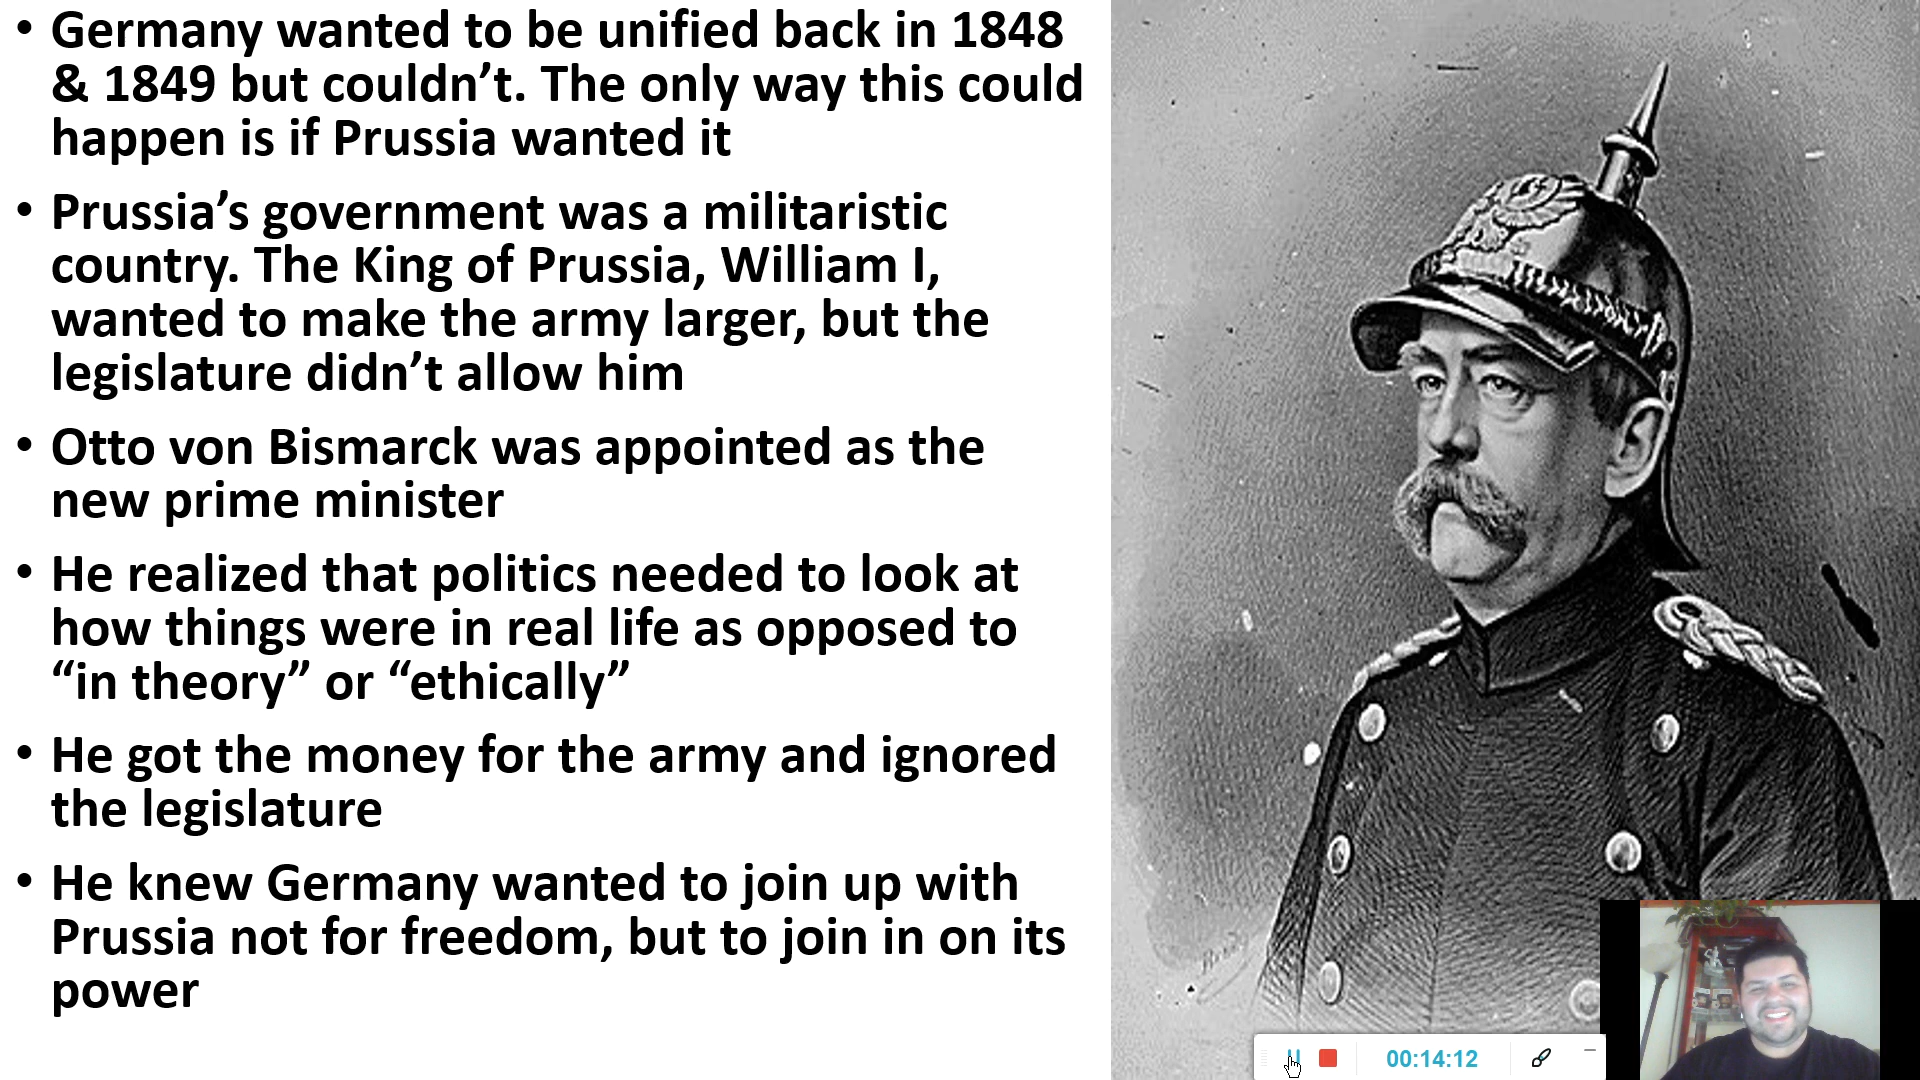 • Germany wanted to be unified back in 1848
& 1849 but couldn’t. The only way this could
happen is if Prussia wanted it
• Prussia’s government was a militaristic
country. The King of Prussia, William I,
wanted to make the army larger, but the
legislature didn’t allow him
• Otto von Bismarck was appointed as the
new prime minister
• He realized that politics needed to look at
how things were in real life as opposed to
“in theory” or “ethically”
• He got the money for the army and ignored
the legislature
• He knew Germany wanted to join up with
Prussia not for freedom, but to join in on its
power
00:14:12